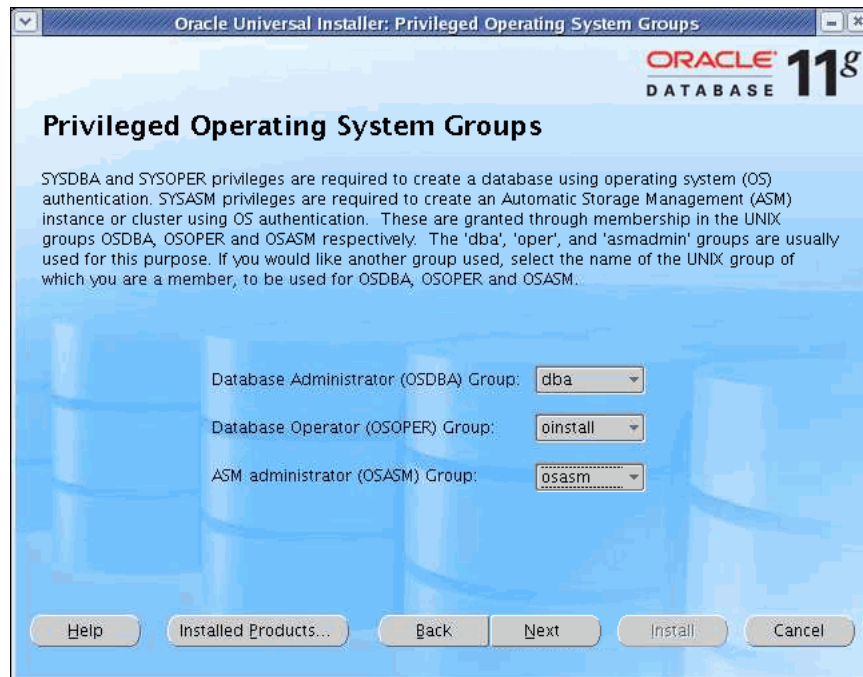 Oracle Universal Installer: Privileged Operating System Groups
ORACLE
DATABASE
11g
Privileged Operating System Groups
SYSDBA and SYSOPER privileges are required to create a database using operating system (OS)
authentication. SYSASM privileges are required to create an Automatic Storage Management (ASM)
instance or cluster using OS authentication. These are granted through membership in the UNIX
groups OSDBA, OSOPER and OSASM respectively. The 'dba', 'oper', and 'asmadmin' groups are usually
used for this purpose. If you would like another group used, select the name of the UNIX group of
which you are a member, to be used for OSDBA, OSOPER and OSASM.
Database Administrator (OSDBA) Group: dba
Database Operator (OSOPER) Group: oinstall
ASM administrator (OSASM) Group: osasm
Help Installed Products... Back Next Install Cancel